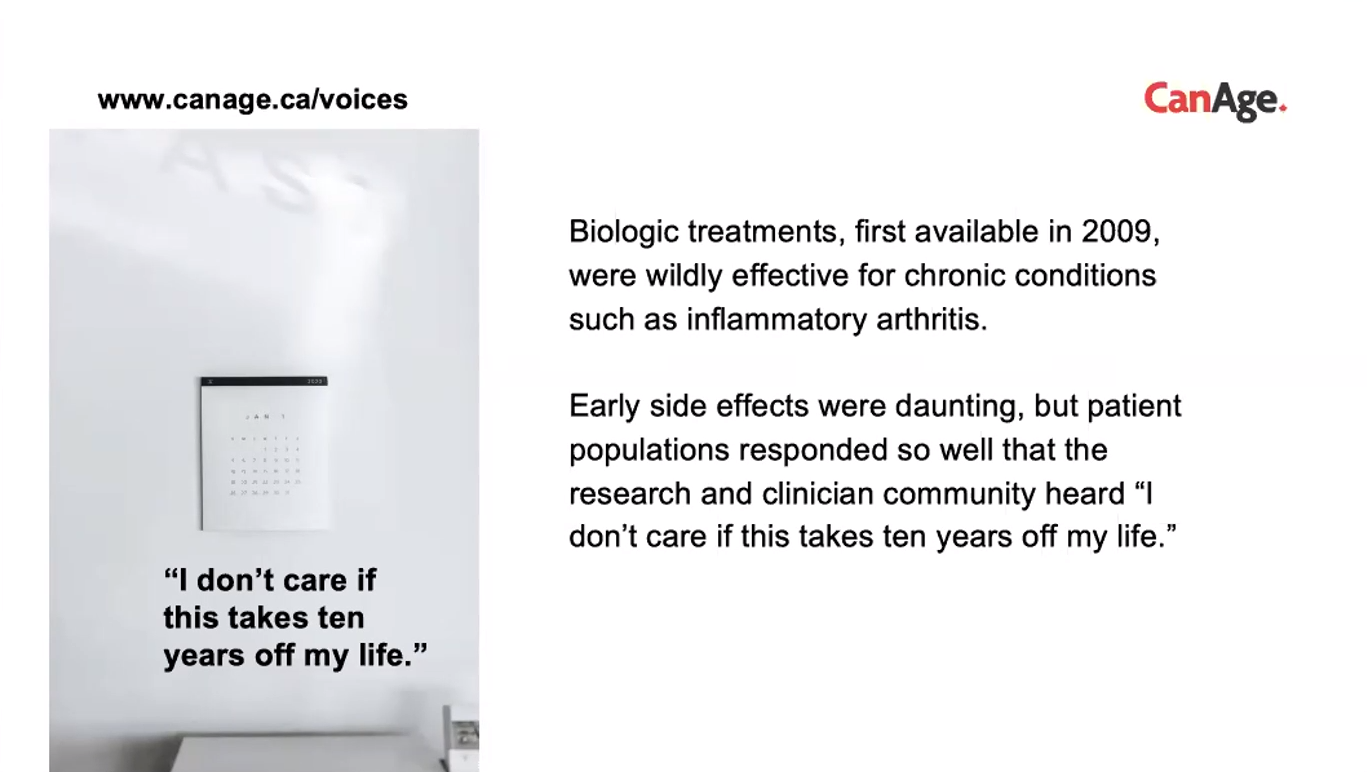 www.canage.ca/voices
CanAge.
Biologic treatments, first available in 2009,
were wildly effective for chronic conditions
such as inflammatory arthritis.
Early side effects were daunting, but patient
populations responded so well that the
research and clinician community heard “I
don’t care if this takes ten years off my life.”
2020
JAN 1
“I don’t care if
this takes ten
years off my life.”